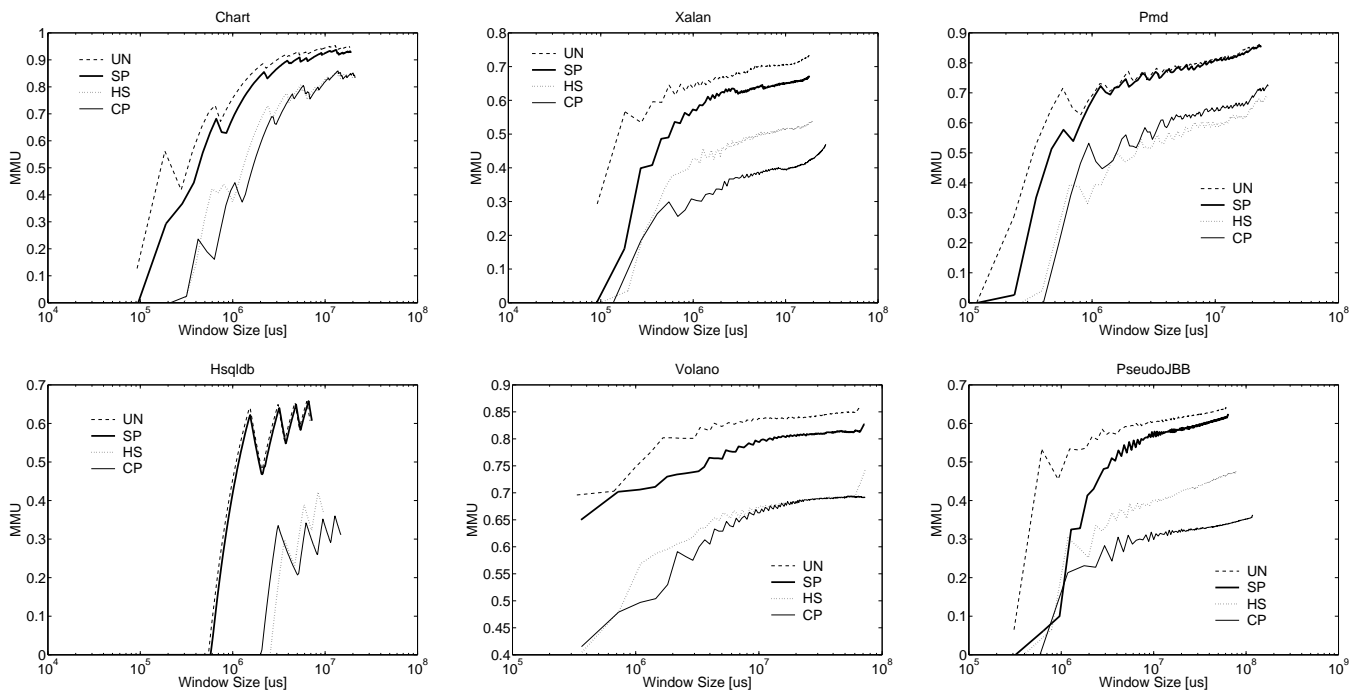 Chart
1
0.9
0.8
0.7
0.6
0.5
0.4
0.3
0.2
0.1
0
MMU
UN
SP
HS
CP
10^4
10^5
10^6
10^7
10^8
Window Size [us]
Xalan
0.8
0.7
0.6
0.5
0.4
0.3
0.2
0.1
0
MMU
UN
SP
HS
CP
10^4
10^5
10^6
10^7
10^8
Window Size [us]
Pmd
0.9
0.8
0.7
0.6
0.5
0.4
0.3
0.2
0.1
0
MMU
UN
SP
HS
CP
10^5
10^6
10^7
10^8
Window Size [us]
Hsqldb
0.7
0.6
0.5
0.4
0.3
0.2
0.1
0
MMU
UN
SP
HS
CP
10^4
10^5
10^6
10^7
10^8
Window Size [us]
Volano
0.9
0.85
0.8
0.75
0.7
0.65
0.6
0.55
0.5
0.45
0.4
MMU
UN
SP
HS
CP
10^5
10^6
10^7
10^8
Window Size [us]
PseudoJBB
0.7
0.6
0.5
0.4
0.3
0.2
0.1
0
MMU
UN
SP
HS
CP
10^5
10^6
10^7
10^8
10^9
Window Size [us]